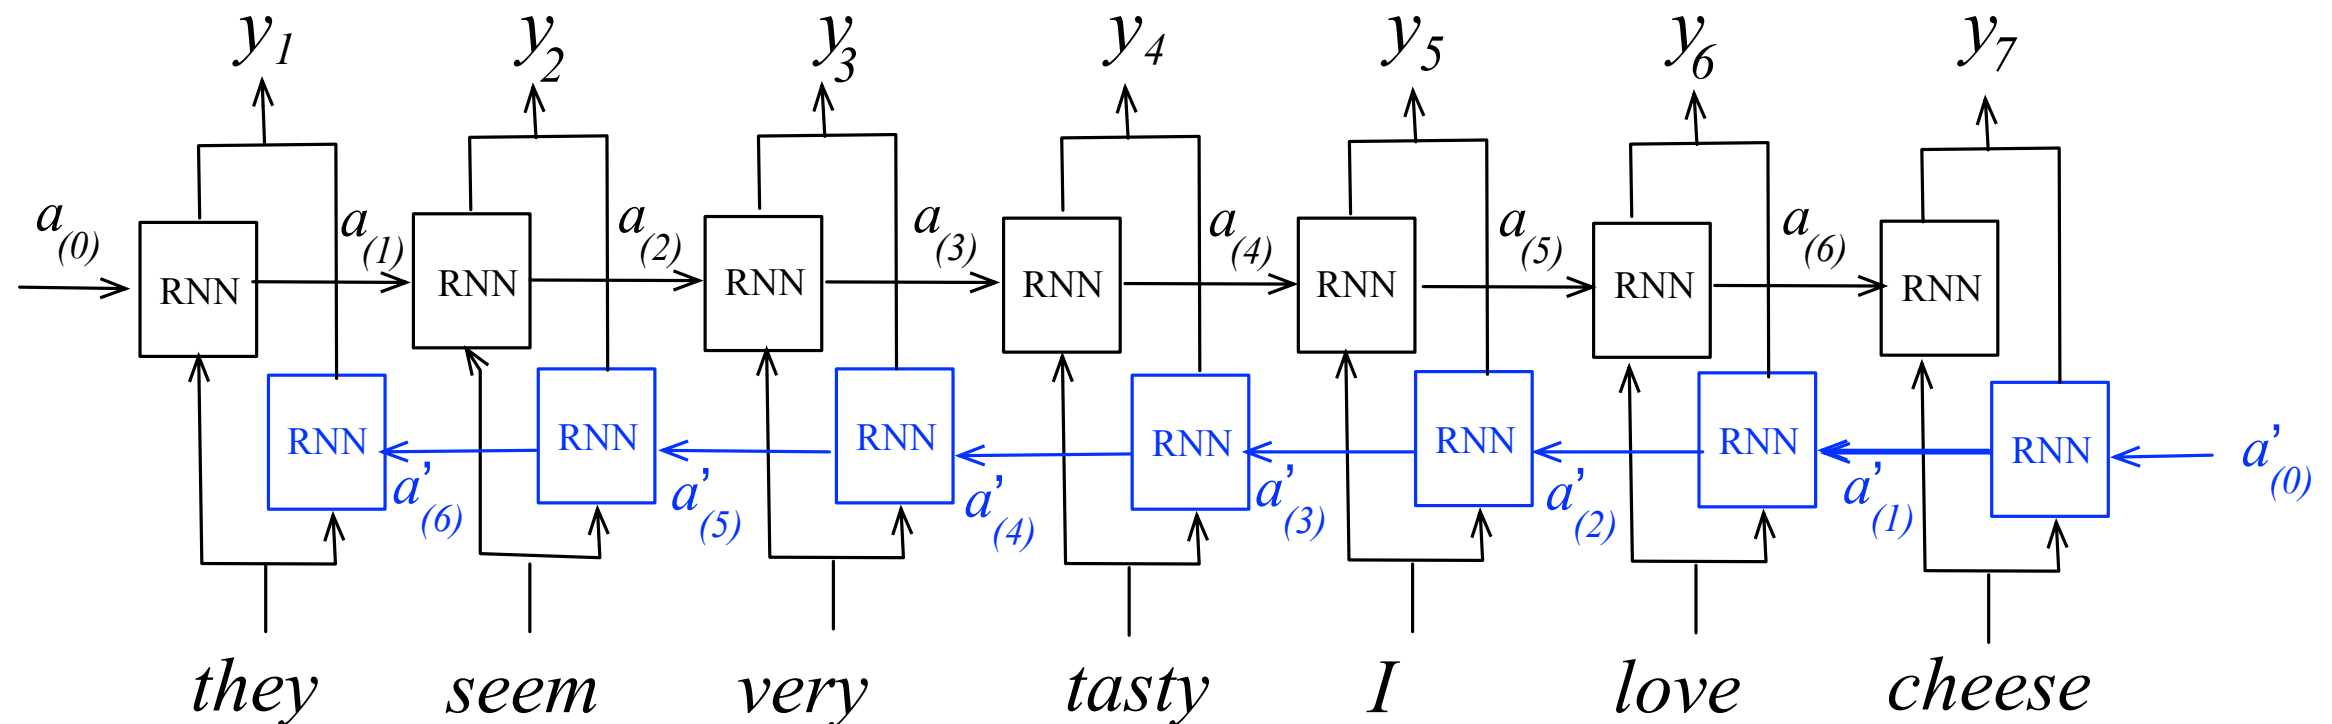 y1 y2 y3 y4 y5 y6 y7
a(0) a(1) a(2) a(3) a(4) a(5) a(6)
RNN RNN RNN RNN RNN RNN RNN
RNN RNN RNN RNN RNN RNN RNN
a'(6) a'(5) a'(4) a'(3) a'(2) a'(1) a'(0)
they seem very tasty I love cheese